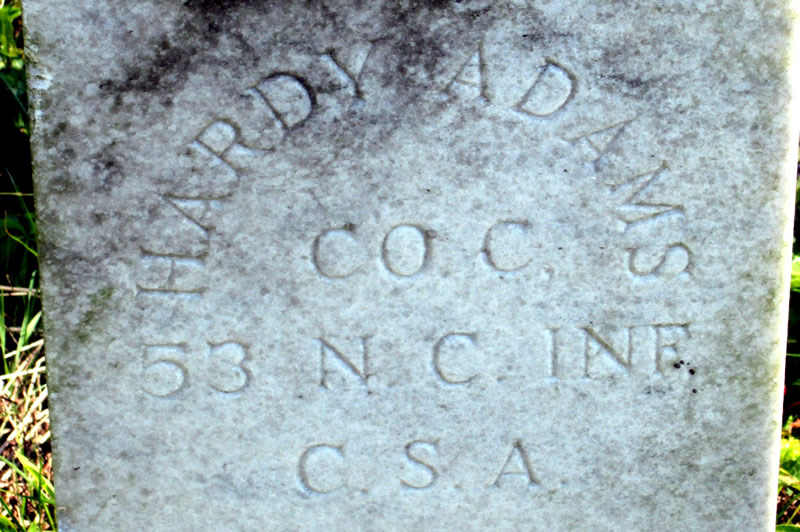 HARDY ADAMS
CO. C.
53 N. C. INF.
C. S. A.